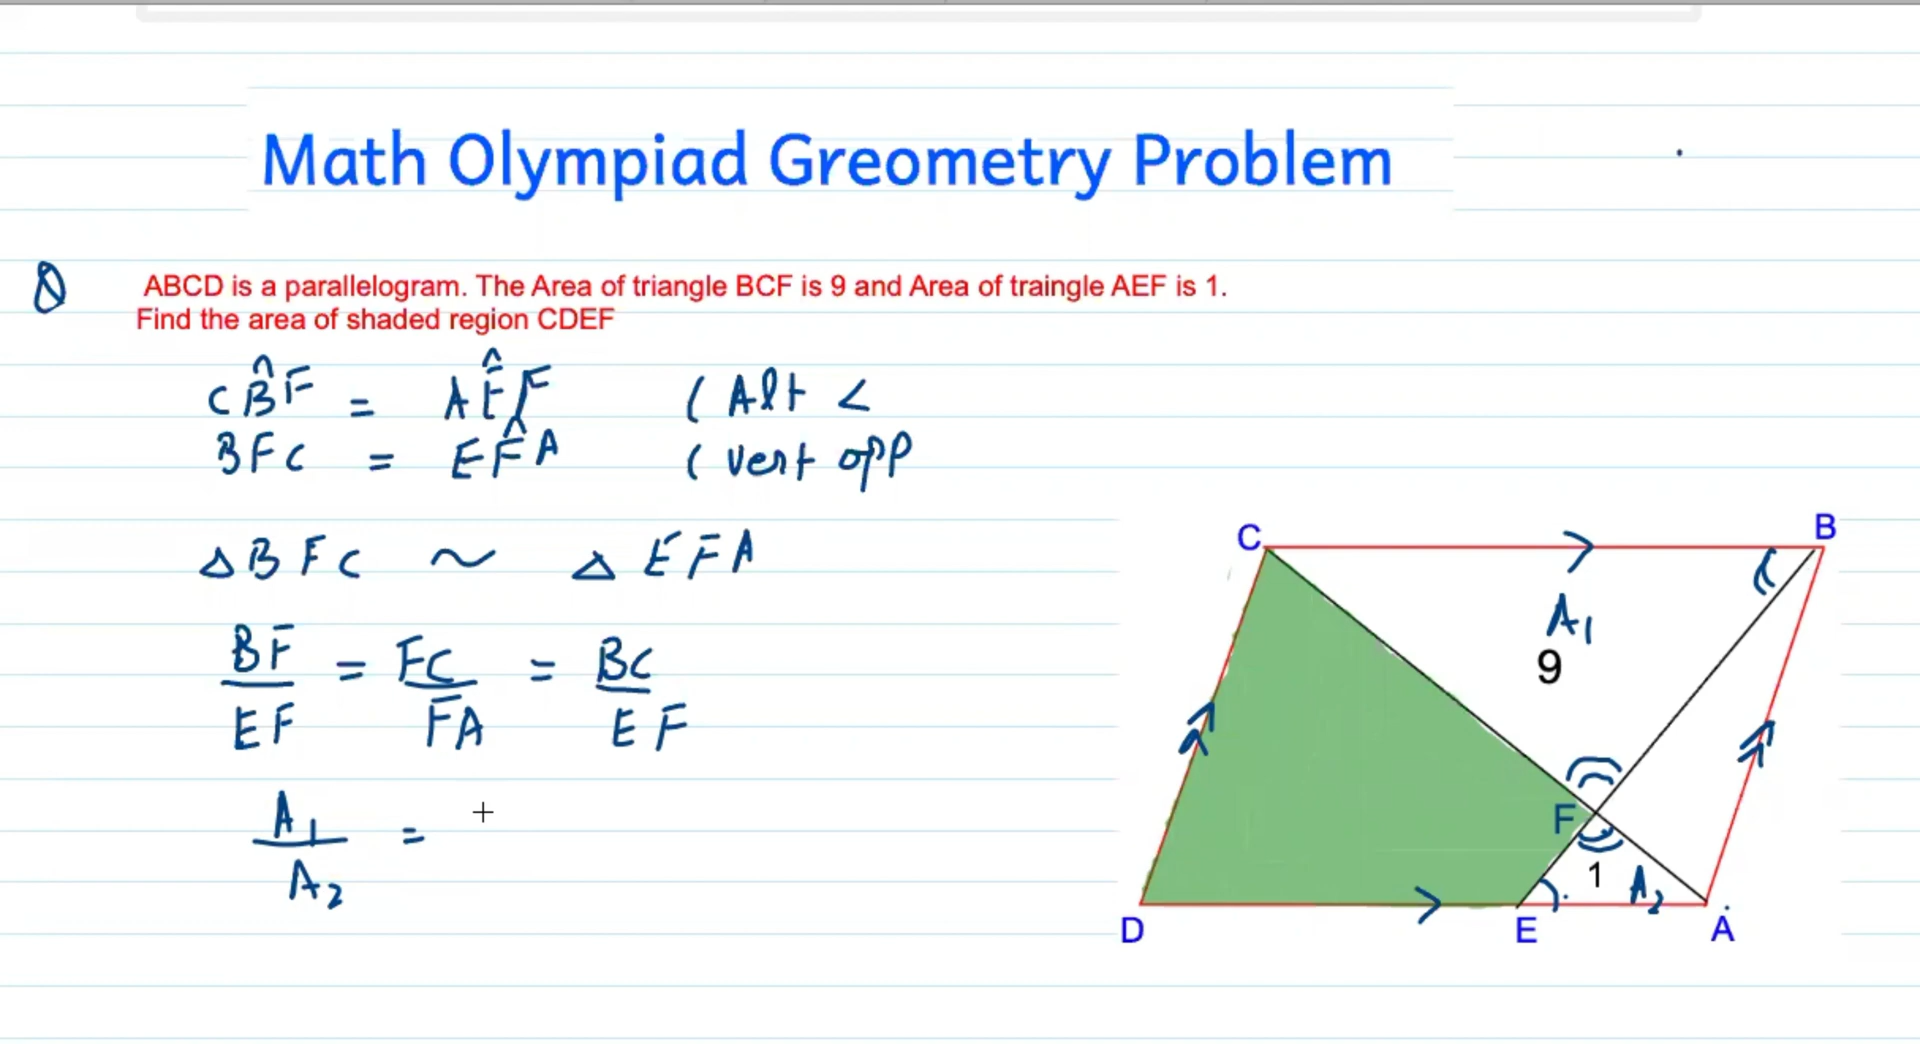 Math Olympiad Greometry Problem
Q
ABCD is a parallelogram. The Area of triangle BCF is 9 and Area of traingle AEF is 1.
Find the area of shaded region CDEF
CB̂F = AÊF ( Alt <
BFC = EF̂A ( vert opp
△BFC ~ △EFA
BF/EF = FC/FA = BC/EF
A₁/A₂ =
C
B
A₁
9
F
1 A₂
D
E
A